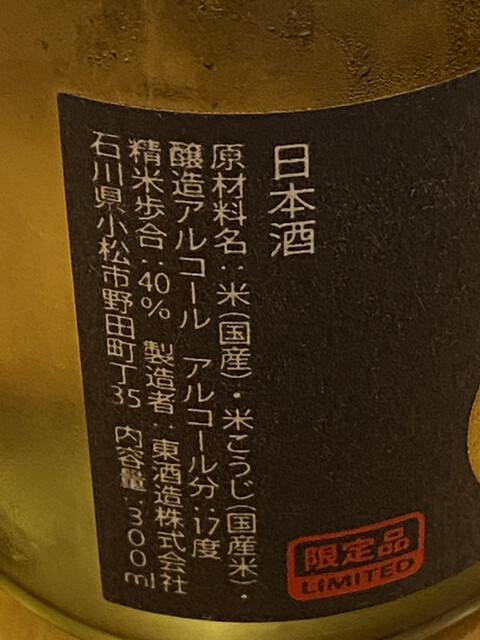 日本酒
原材料名：米(国産)・米こうじ(国産米)・
醸造アルコール アルコール分：17度
精米歩合：40% 製造者：東酒造株式会社
石川県小松市野田町丁35 内容量：300ml
限定品
LIMITED